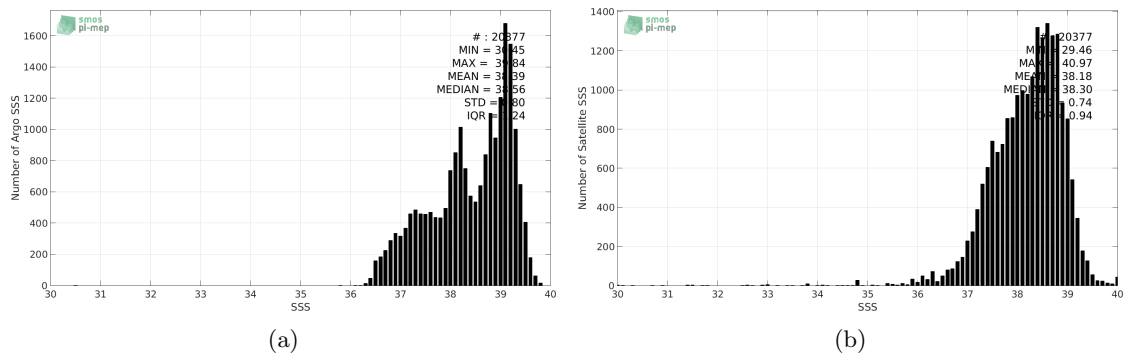 smos
pi-mep
# : 20377
MIN = 30.45
MAX = 39.84
MEAN = 38.39
MEDIAN = 38.56
STD = 0.80
IQR = 1.24
Number of Argo SSS
1600
1400
1200
1000
800
600
400
200
0
30 31 32 33 34 35 36 37 38 39 40
SSS
(a)
smos
pi-mep
# : 20377
MIN = 29.46
MAX = 40.97
MEAN = 38.18
MEDIAN = 38.30
STD = 0.74
IQR = 0.94
Number of Satellite SSS
1400
1200
1000
800
600
400
200
0
30 31 32 33 34 35 36 37 38 39 40
SSS
(b)